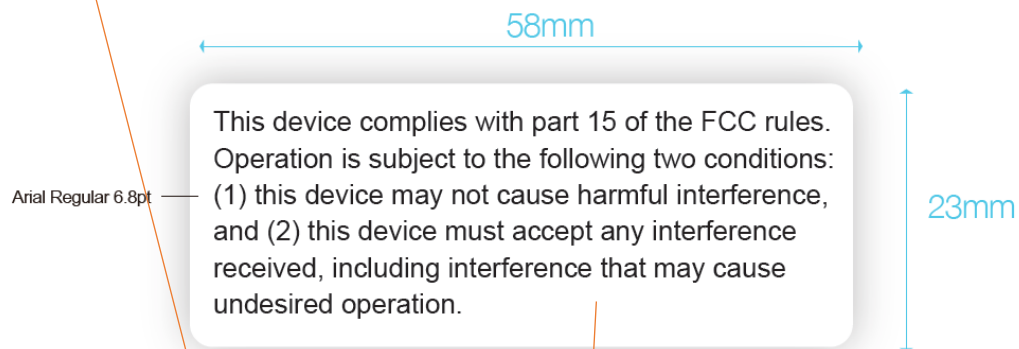 58mm
This device complies with part 15 of the FCC rules.
Operation is subject to the following two conditions:
Arial Regular 6.8pt
(1) this device may not cause harmful interference,
23mm
and (2) this device must accept any interference
received, including interference that may cause
undesired operation.